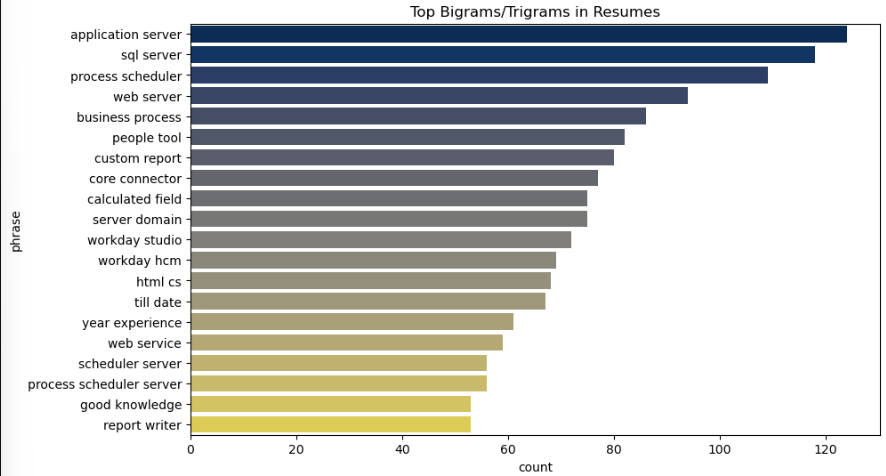 Top Bigrams/Trigrams in Resumes
application server
sql server
process scheduler
web server
business process
people tool
custom report
core connector
calculated field
server domain
workday studio
workday hcm
html cs
till date
year experience
web service
scheduler server
process scheduler server
good knowledge
report writer
phrase
0 20 40 60 80 100 120
count